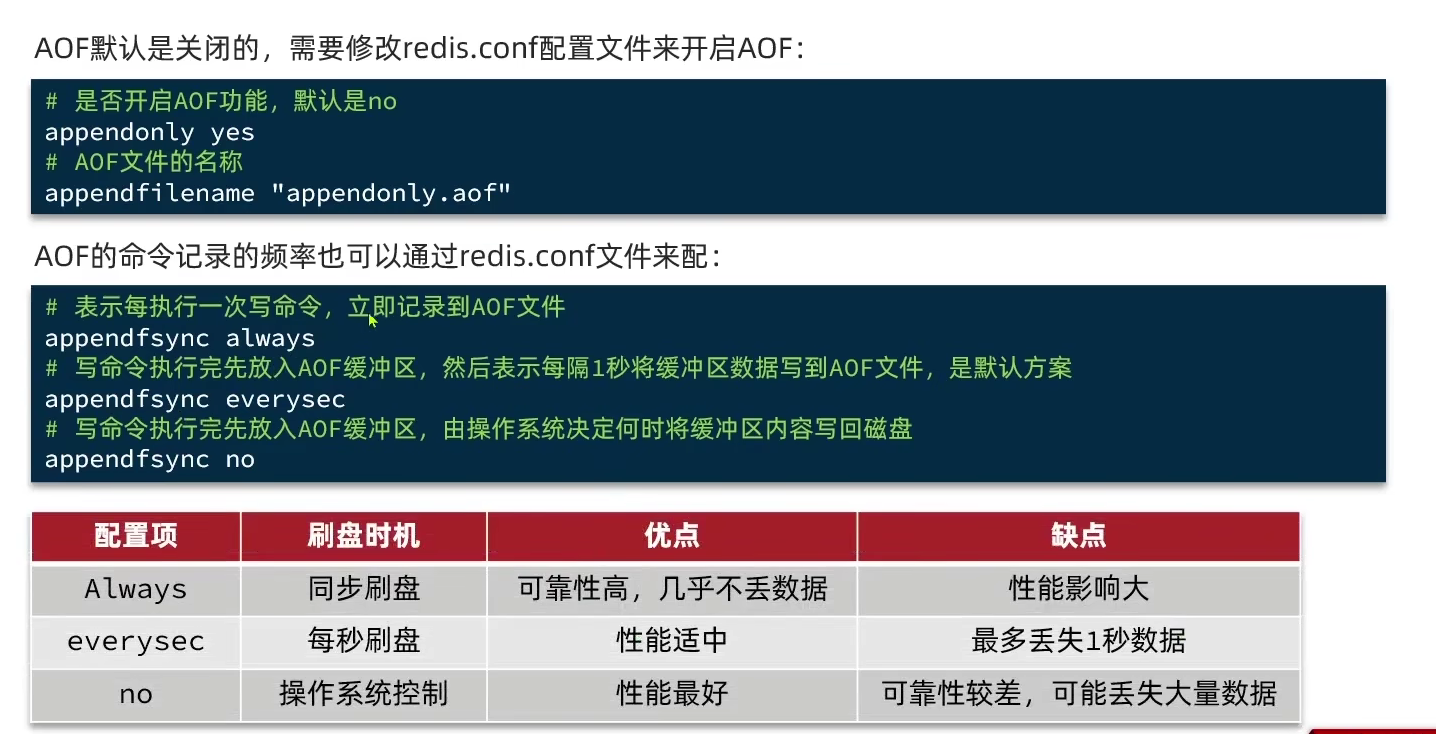 AOF默认是关闭的，需要修改redis.conf配置文件来开启AOF：
# 是否开启AOF功能，默认是no
appendonly yes
# AOF文件的名称
appendfilename "appendonly.aof"
AOF的命令记录的频率也可以通过redis.conf文件来配：
# 表示每执行一次写命令，立即记录到AOF文件
appendfsync always
# 写命令执行完先放入AOF缓冲区，然后表示每隔1秒将缓冲区数据写到AOF文件，是默认方案
appendfsync everysec
# 写命令执行完先放入AOF缓冲区，由操作系统决定何时将缓冲区内容写回磁盘
appendfsync no
配置项 刷盘时机 优点 缺点
Always 同步刷盘 可靠性高，几乎不丢数据 性能影响大
everysec 每秒刷盘 性能适中 最多丢失1秒数据
no 操作系统控制 性能最好 可靠性较差，可能丢失大量数据